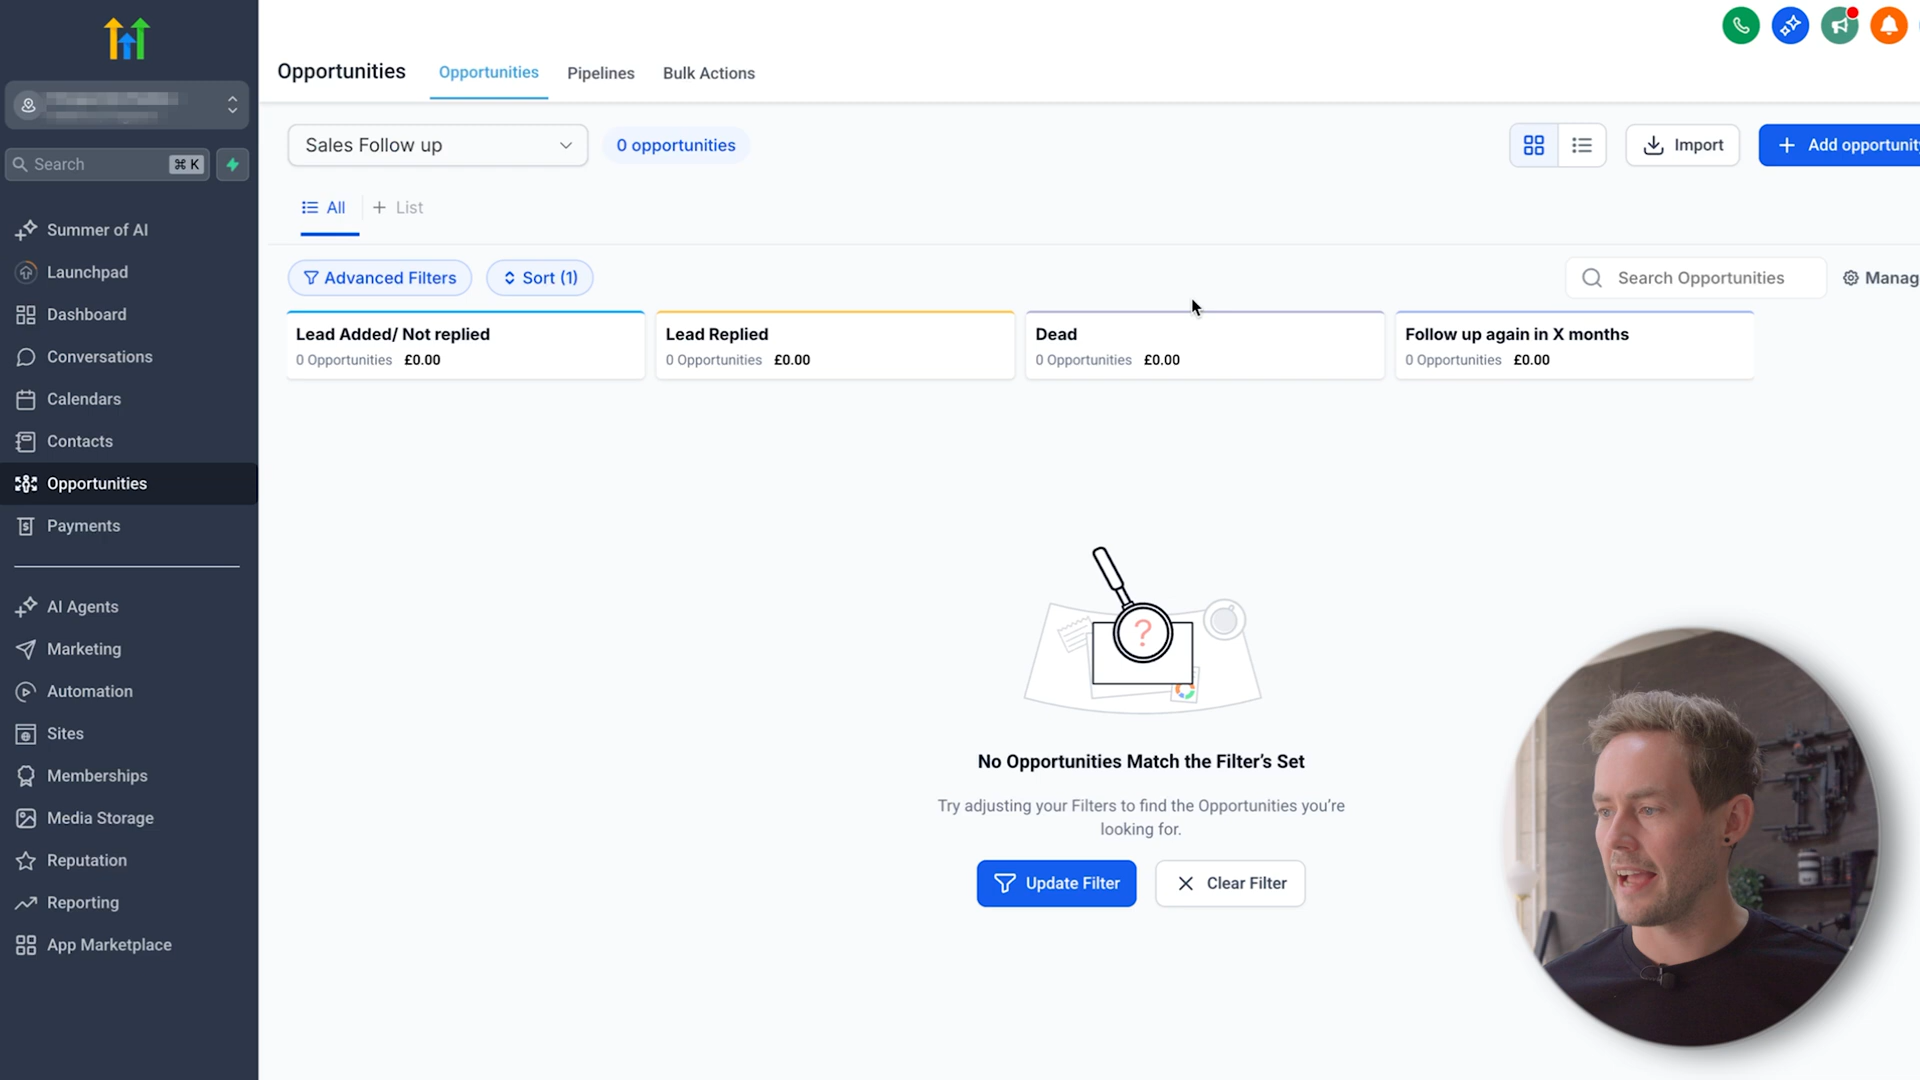 Opportunities
Opportunities
Pipelines
Bulk Actions
Search
⌘ K
Sales Follow up
0 opportunities
Import
+ Add opportunity
All
+ List
Summer of AI
Launchpad
Dashboard
Conversations
Calendars
Contacts
Opportunities
Payments
AI Agents
Marketing
Automation
Sites
Memberships
Media Storage
Reputation
Reporting
App Marketplace
Advanced Filters
Sort (1)
Search Opportunities
Manag
Lead Added/ Not replied
0 Opportunities £0.00
Lead Replied
0 Opportunities £0.00
Dead
0 Opportunities £0.00
Follow up again in X months
0 Opportunities £0.00
?
No Opportunities Match the Filter's Set
Try adjusting your Filters to find the Opportunities you're
looking for.
Update Filter
Clear Filter